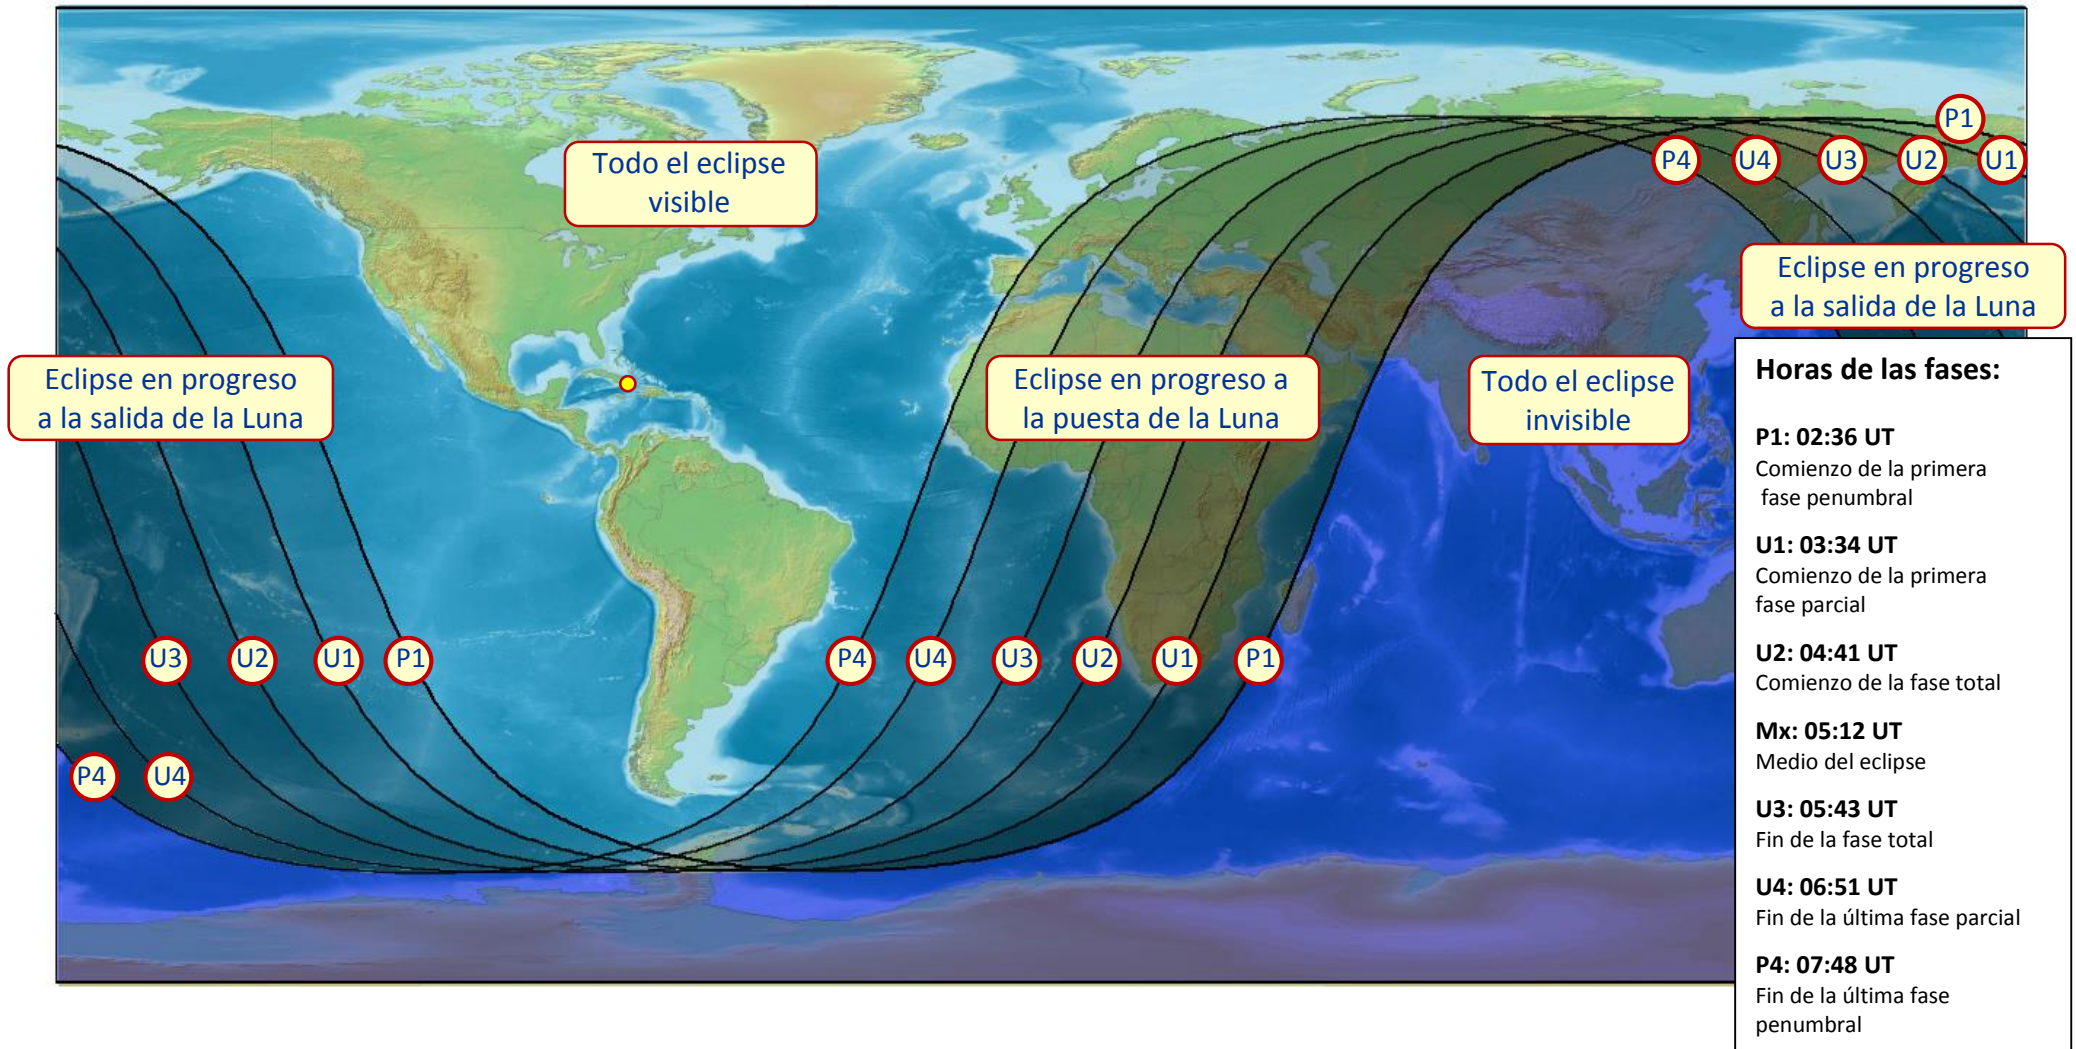 P1
P4
U4
U3
U2
U1
Todo el eclipse
visible
Eclipse en progreso
a la salida de la Luna
Eclipse en progreso
a la salida de la Luna
Eclipse en progreso a
la puesta de la Luna
Todo el eclipse
invisible
U3
U2
U1
P1
P4
U4
U3
U2
U1
P1
P4
U4
Horas de las fases:
P1: 02:36 UT
Comienzo de la primera
fase penumbral
U1: 03:34 UT
Comienzo de la primera
fase parcial
U2: 04:41 UT
Comienzo de la fase total
Mx: 05:12 UT
Medio del eclipse
U3: 05:43 UT
Fin de la fase total
U4: 06:51 UT
Fin de la última fase parcial
P4: 07:48 UT
Fin de la última fase
penumbral